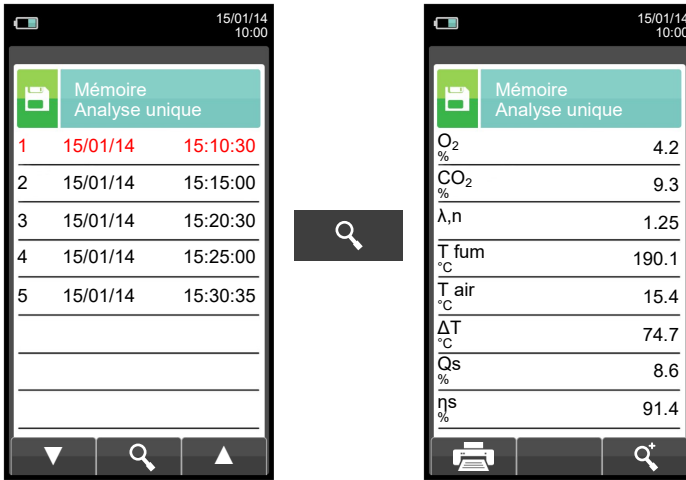 15/01/14
10:00
Mémoire
Analyse unique
1 15/01/14 15:10:30
2 15/01/14 15:15:00
3 15/01/14 15:20:30
4 15/01/14 15:25:00
5 15/01/14 15:30:35
15/01/14
10:00
Mémoire
Analyse unique
O₂ % 4.2
CO₂ % 9.3
λ,n 1.25
T fum °C 190.1
T air °C 15.4
ΔT °C 74.7
Qs % 8.6
ηs % 91.4